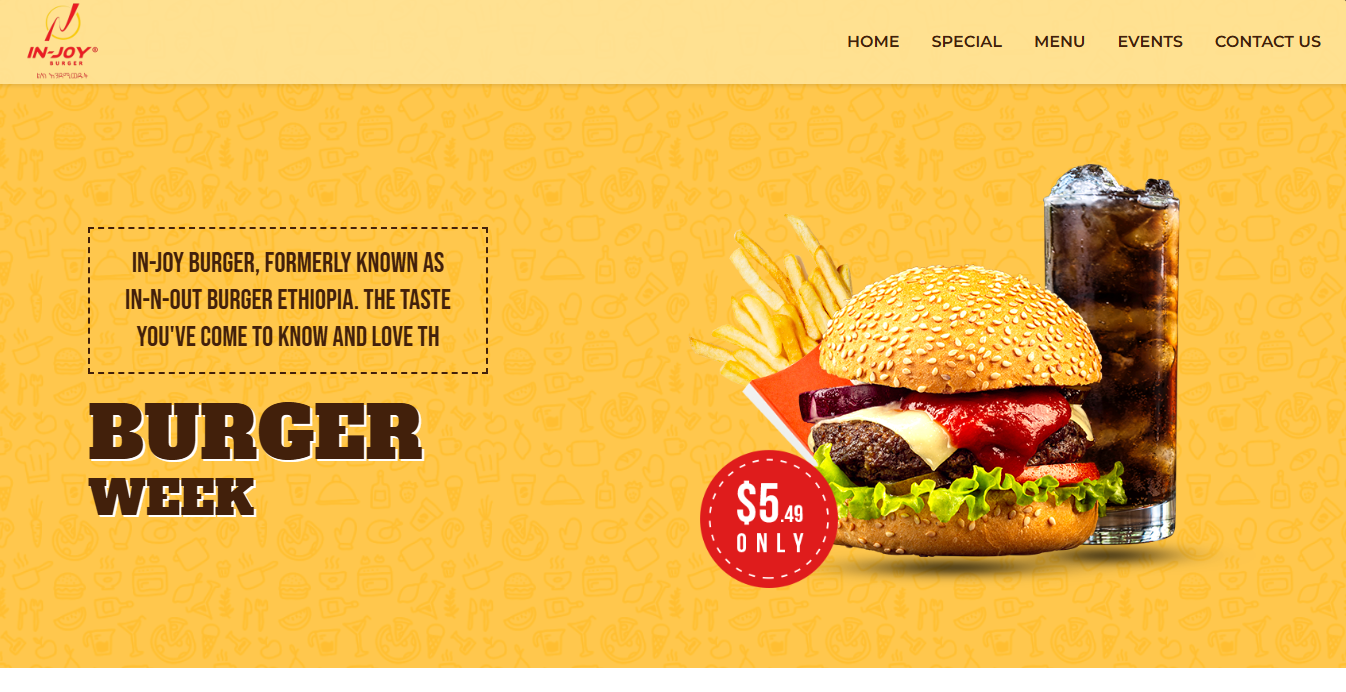 IN-JOY®
BURGER
HOME
SPECIAL
MENU
EVENTS
CONTACT US
IN-JOY BURGER, FORMERLY KNOWN AS
IN-N-OUT BURGER ETHIOPIA. THE TASTE
YOU'VE COME TO KNOW AND LOVE TH
BURGER
WEEK
$5.49
ONLY